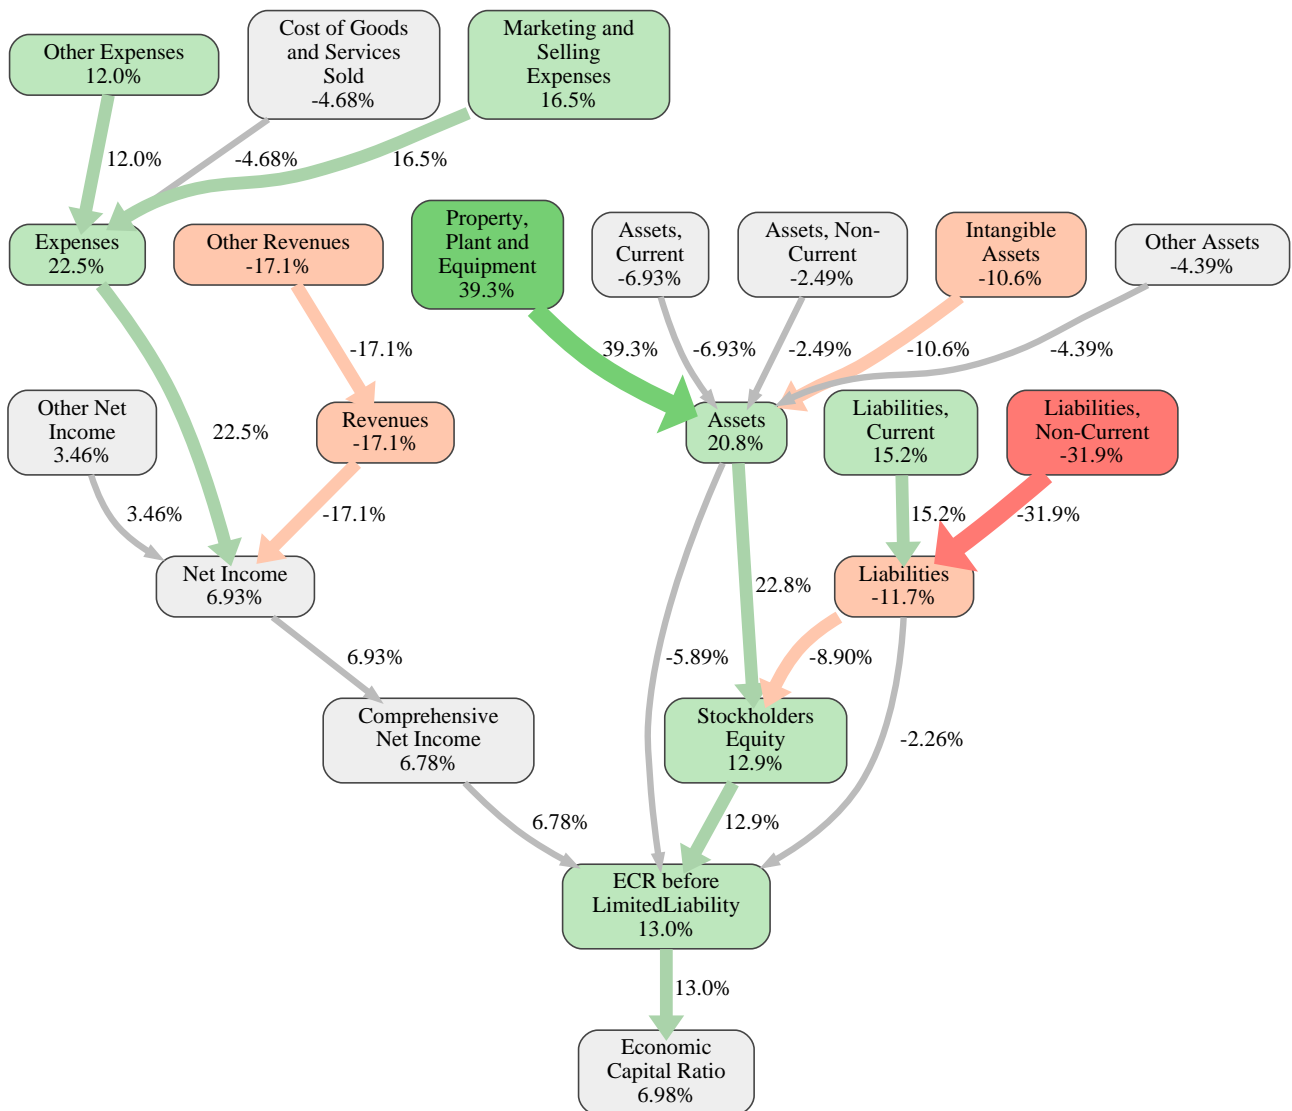 Other Expenses
12.0%
Cost of Goods
and Services
Sold
-4.68%
Marketing and
Selling
Expenses
16.5%
12.0%
-4.68%
16.5%
Expenses
22.5%
Other Revenues
-17.1%
Property,
Plant and
Equipment
39.3%
Assets,
Current
-6.93%
Assets, Non-
Current
-2.49%
Intangible
Assets
-10.6%
Other Assets
-4.39%
-17.1%
39.3%
-6.93%
-2.49%
-10.6%
-4.39%
Other Net
Income
3.46%
22.5%
Revenues
-17.1%
Assets
20.8%
Liabilities,
Current
15.2%
Liabilities,
Non-Current
-31.9%
3.46%
-17.1%
15.2%
-31.9%
Net Income
6.93%
22.8%
Liabilities
-11.7%
6.93%
-5.89%
-8.90%
Comprehensive
Net Income
6.78%
Stockholders
Equity
12.9%
-2.26%
6.78%
12.9%
ECR before
LimitedLiability
13.0%
13.0%
Economic
Capital Ratio
6.98%